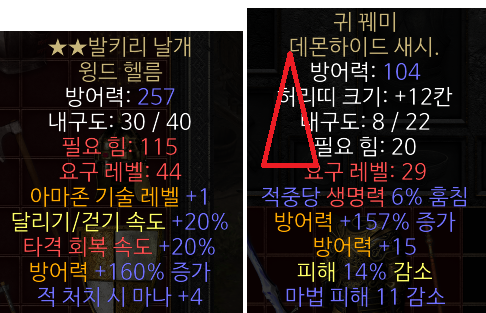 ★★발키리 날개
윙드 헬름
방어력: 257
내구도: 30 / 40
필요 힘: 115
요구 레벨: 44
아마존 기술 레벨 +1
달리기/걷기 속도 +20%
타격 회복 속도 +20%
방어력 +160% 증가
적 처치 시 마나 +4
귀 꿰미
데몬하이드 새시.
방어력: 104
허리띠 크기: +12칸
내구도: 8 / 22
필요 힘: 20
요구 레벨: 29
적중당 생명력 6% 훔침
방어력 +157% 증가
방어력 +15
피해 14% 감소
마법 피해 11 감소